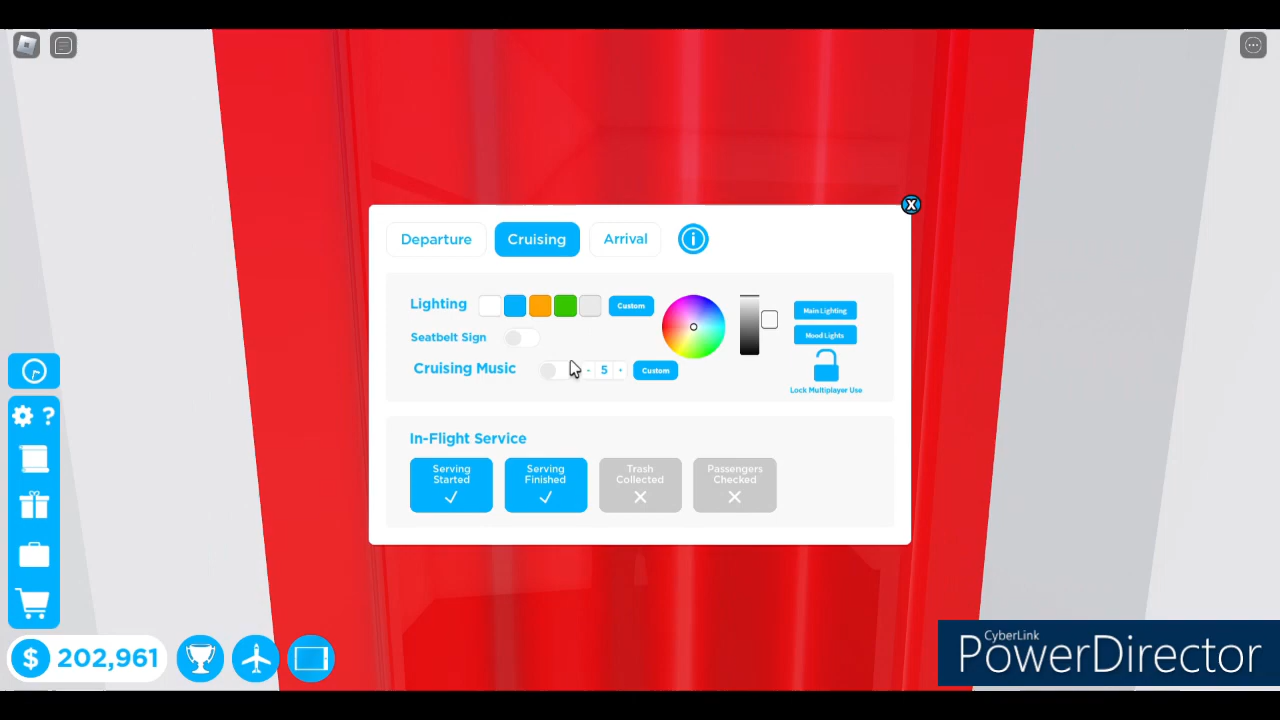 X
Departure
Cruising
Arrival
i
Lighting
Custom
Main Lighting
Seatbelt Sign
Mood Lights
Cruising Music
- 5 +
Custom
Lock Multiplayer Use
In-Flight Service
Serving
Started
Serving
Finished
Trash
Collected
Passengers
Checked
?
$ 202,961
CyberLink
PowerDirector